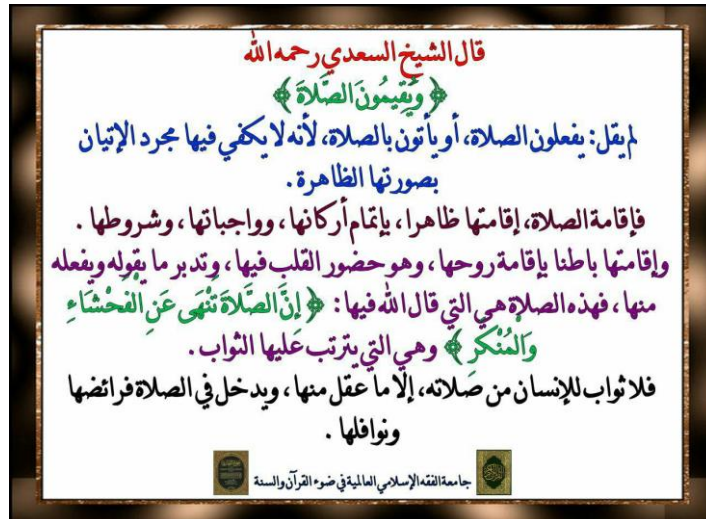 قال الشيخ السعدي رحمه الله
﴿ وَيُقِيمُونَ الصَّلَاةَ ﴾
لم يقل: يفعلون الصلاة، أو يأتون بالصلاة، لأنه لا يكفي فيها مجرد الإتيان
بصورتها الظاهرة .
فإقامة الصلاة، إقامتها ظاهرا ، بإتمام أركانها ، وواجباتها ، وشروطها .
وإقامتها باطنا بإقامة روحها ، وهو حضور القلب فيها ، وتدبر ما يقوله ويفعله
منها ، فهذه الصلاة هي التي قال الله فيها : ﴿ إِنَّ الصَّلَاةَ تَنْهَى عَنِ الْفَحْشَاءِ
وَالْمُنْكَرِ ﴾ وهي التي يترتب عليها الثواب .
فلا ثواب للإنسان من صلاته، إلا ما عقل منها ، ويدخل في الصلاة فرائضها
ونوافلها .
جامعة الفقه الإسلامي العالمية في ضوء القرآن والسنة